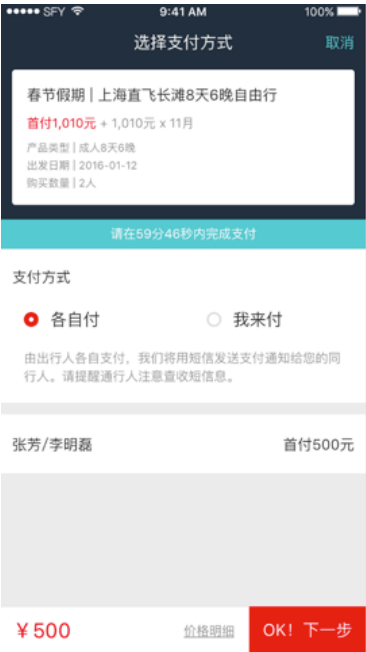 SFY 9:41 AM 100%
选择支付方式 取消
春节假期 | 上海直飞长滩8天6晚自由行
首付1,010元 + 1,010元 x 11月
产品类型 | 成人8天6晚
出发日期 | 2016-01-12
购买数量 | 2人
请在59分46秒内完成支付
支付方式
各自付 我来付
由出行人各自支付，我们将用短信发送支付通知给您的同
行人。请提醒通行人注意查收短信息。
张芳/李明磊 首付500元
￥500 价格明细 OK！下一步